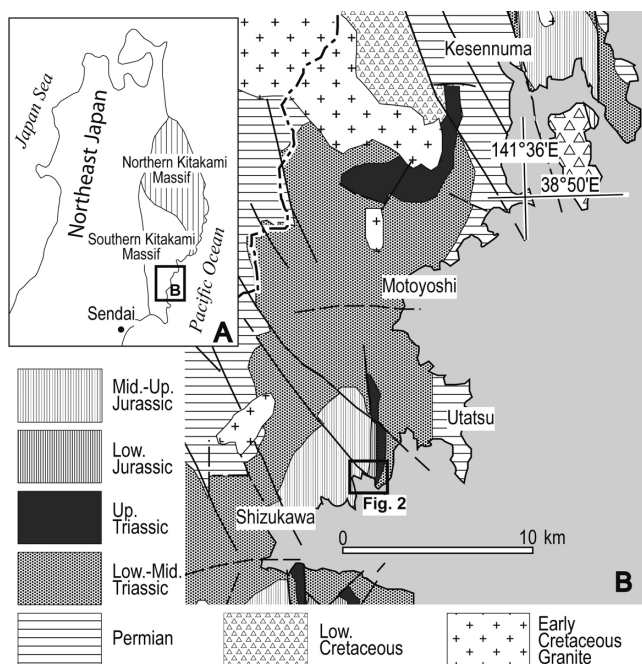 Japan Sea
Northeast Japan
Northern Kitakami
Massif
Southern Kitakami
Massif
B
Pacific Ocean
Sendai
A
Kesennuma
141°36'E
38°50'E
Motoyoshi
Utatsu
Shizukawa
Fig. 2
0 10 km
B
Mid.-Up.
Jurassic
Low.
Jurassic
Up.
Triassic
Low.-Mid.
Triassic
Permian
Low.
Cretaceous
Early
Cretaceous
Granite